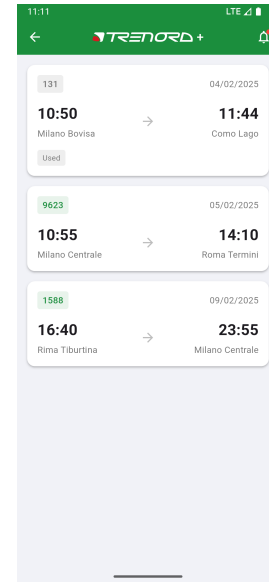 11:11 LTE
TRENORD +
131 04/02/2025
10:50 11:44
Milano Bovisa Como Lago
Used
9623 05/02/2025
10:55 14:10
Milano Centrale Roma Termini
1588 09/02/2025
16:40 23:55
Rima Tiburtina Milano Centrale